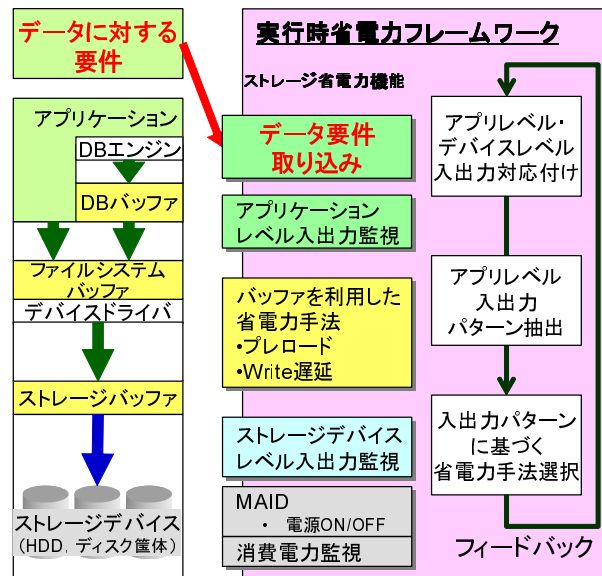 データに対する
要件
アプリケーション
DBエンジン
DBバッファ
ファイルシステム
バッファ
デバイスドライバ
ストレージバッファ
ストレージデバイス
(HDD, ディスク筐体)
実行時省電力フレームワーク
ストレージ省電力機能
データ要件
取り込み
アプリケーション
レベル入出力監視
バッファを利用した
省電力手法
•プレロード
•Write遅延
ストレージデバイス
レベル入出力監視
MAID
・ 電源ON/OFF
消費電力監視
アプリレベル・
デバイスレベル
入出力対応付け
アプリレベル
入出力
パターン抽出
入出力パターン
に基づく
省電力手法選択
フィードバック